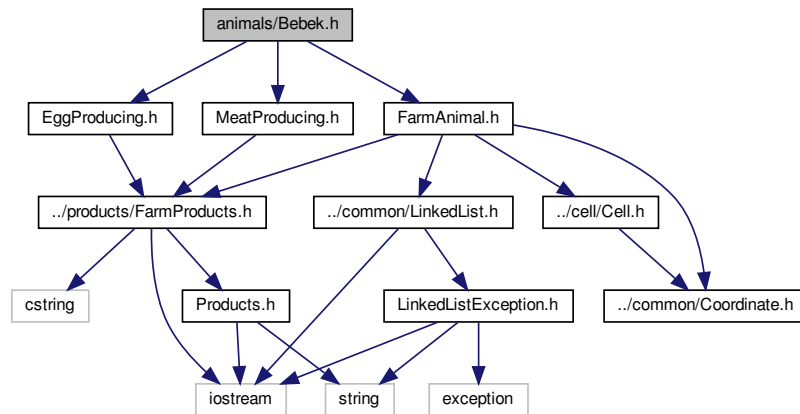 animals/Bebek.h
EggProducing.h
MeatProducing.h
FarmAnimal.h
../products/FarmProducts.h
../common/LinkedList.h
../cell/Cell.h
cstring
Products.h
LinkedListException.h
../common/Coordinate.h
iostream
string
exception